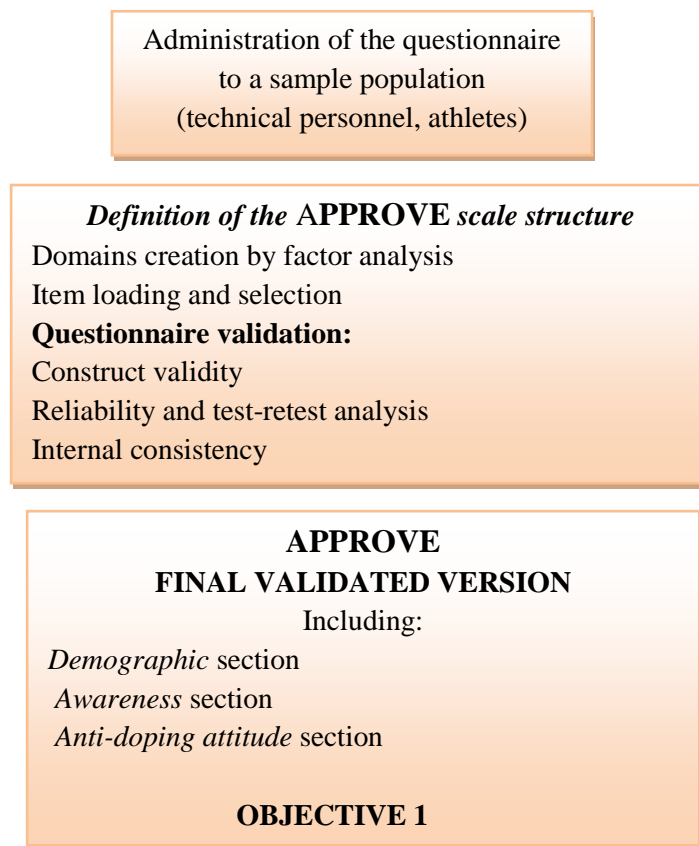 Administration of the questionnaire
to a sample population
(technical personnel, athletes)
Definition of the APPROVE scale structure
Domains creation by factor analysis
Item loading and selection
Questionnaire validation:
Construct validity
Reliability and test-retest analysis
Internal consistency
APPROVE
FINAL VALIDATED VERSION
Including:
Demographic section
Awareness section
Anti-doping attitude section
OBJECTIVE 1